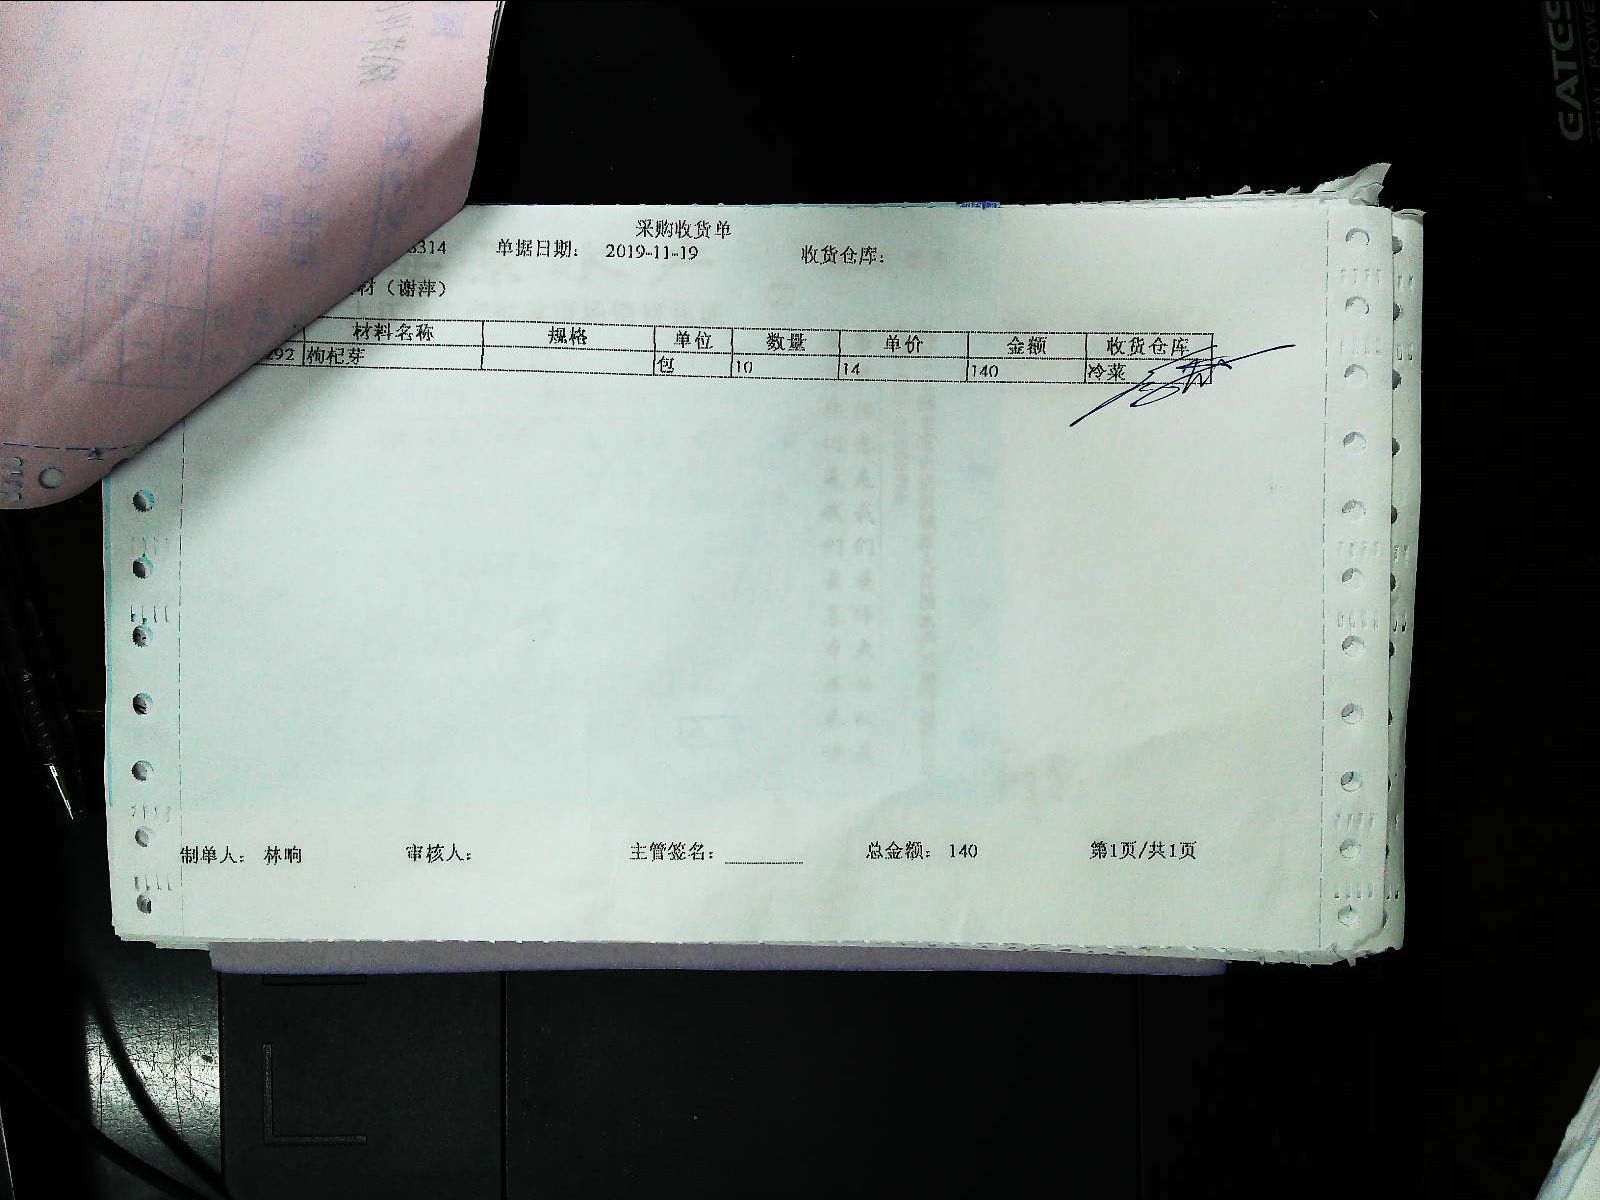 采购收货单
3314 单据日期： 2019-11-19 收货仓库：
材（谢萍）
材料名称 规格 单位 数量 单价 金额 收货仓库
292 枸杞芽 包 10 14 140 冷菜
制单人： 林响 审核人： 主管签名： 总金额： 140 第1页/共1页
GATES